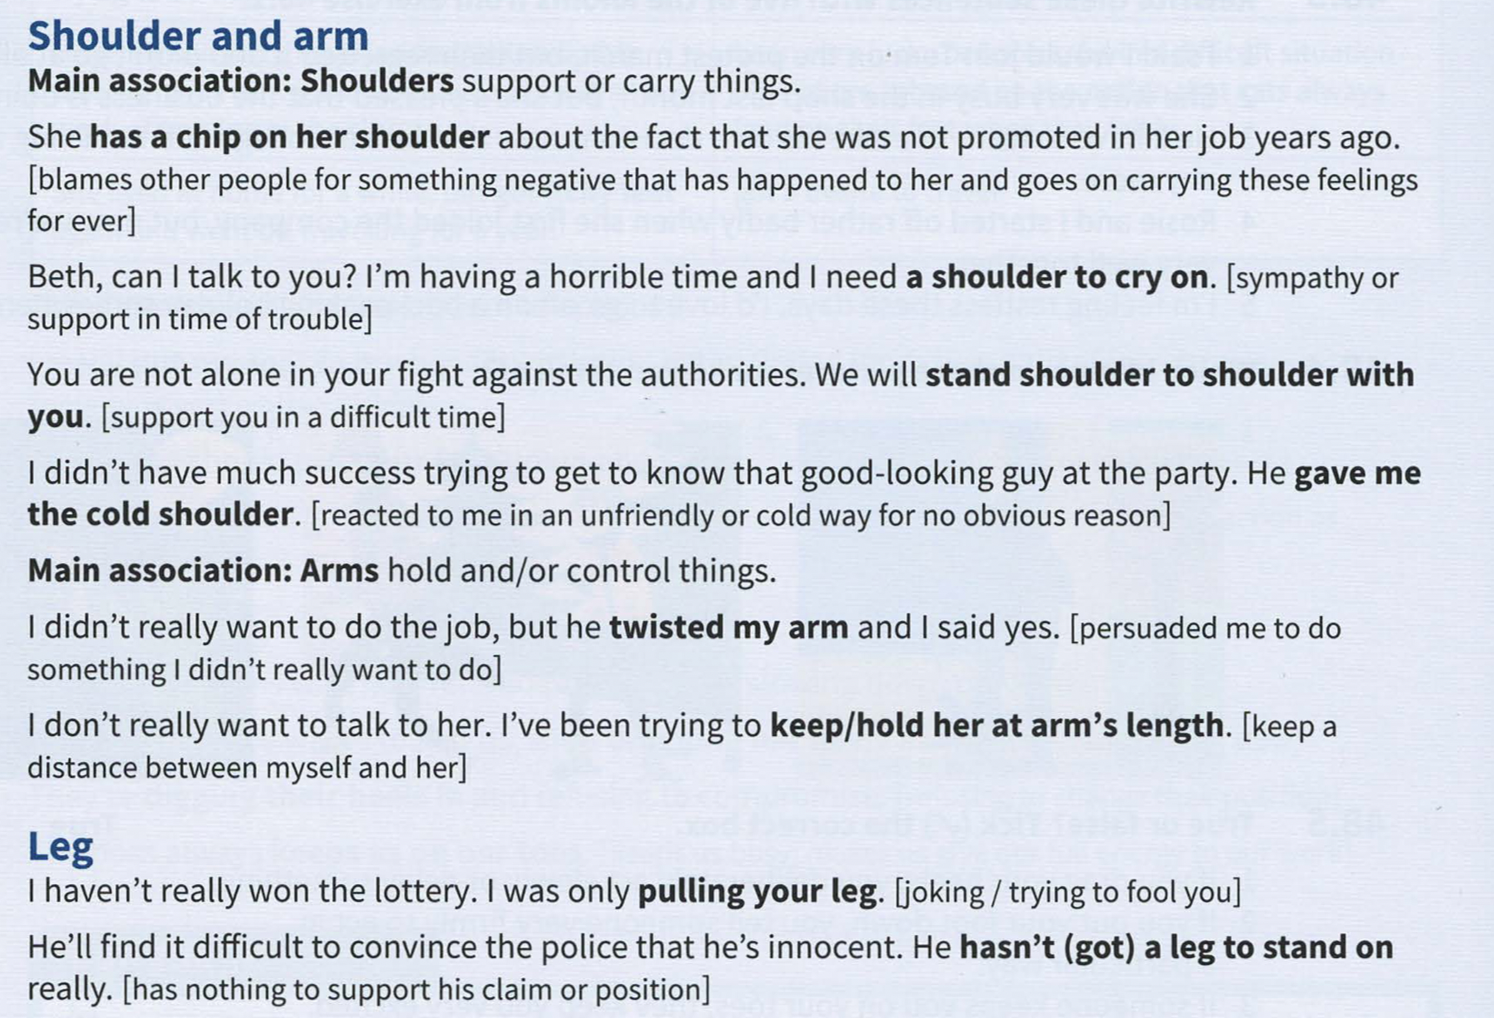 Shoulder and arm
Main association: Shoulders support or carry things.
She has a chip on her shoulder about the fact that she was not promoted in her job years ago.
[blames other people for something negative that has happened to her and goes on carrying these feelings
for ever]
Beth, can I talk to you? I'm having a horrible time and I need a shoulder to cry on. [sympathy or
support in time of trouble]
You are not alone in your fight against the authorities. We will stand shoulder to shoulder with
you. [support you in a difficult time]
I didn't have much success trying to get to know that good-looking guy at the party. He gave me
the cold shoulder. [reacted to me in an unfriendly or cold way for no obvious reason]
Main association: Arms hold and/or control things.
I didn't really want to do the job, but he twisted my arm and I said yes. [persuaded me to do
something I didn't really want to do]
I don't really want to talk to her. I've been trying to keep/hold her at arm's length. [keep a
distance between myself and her]
Leg
I haven't really won the lottery. I was only pulling your leg. [joking / trying to fool you]
He'll find it difficult to convince the police that he's innocent. He hasn't (got) a leg to stand on
really. [has nothing to support his claim or position]